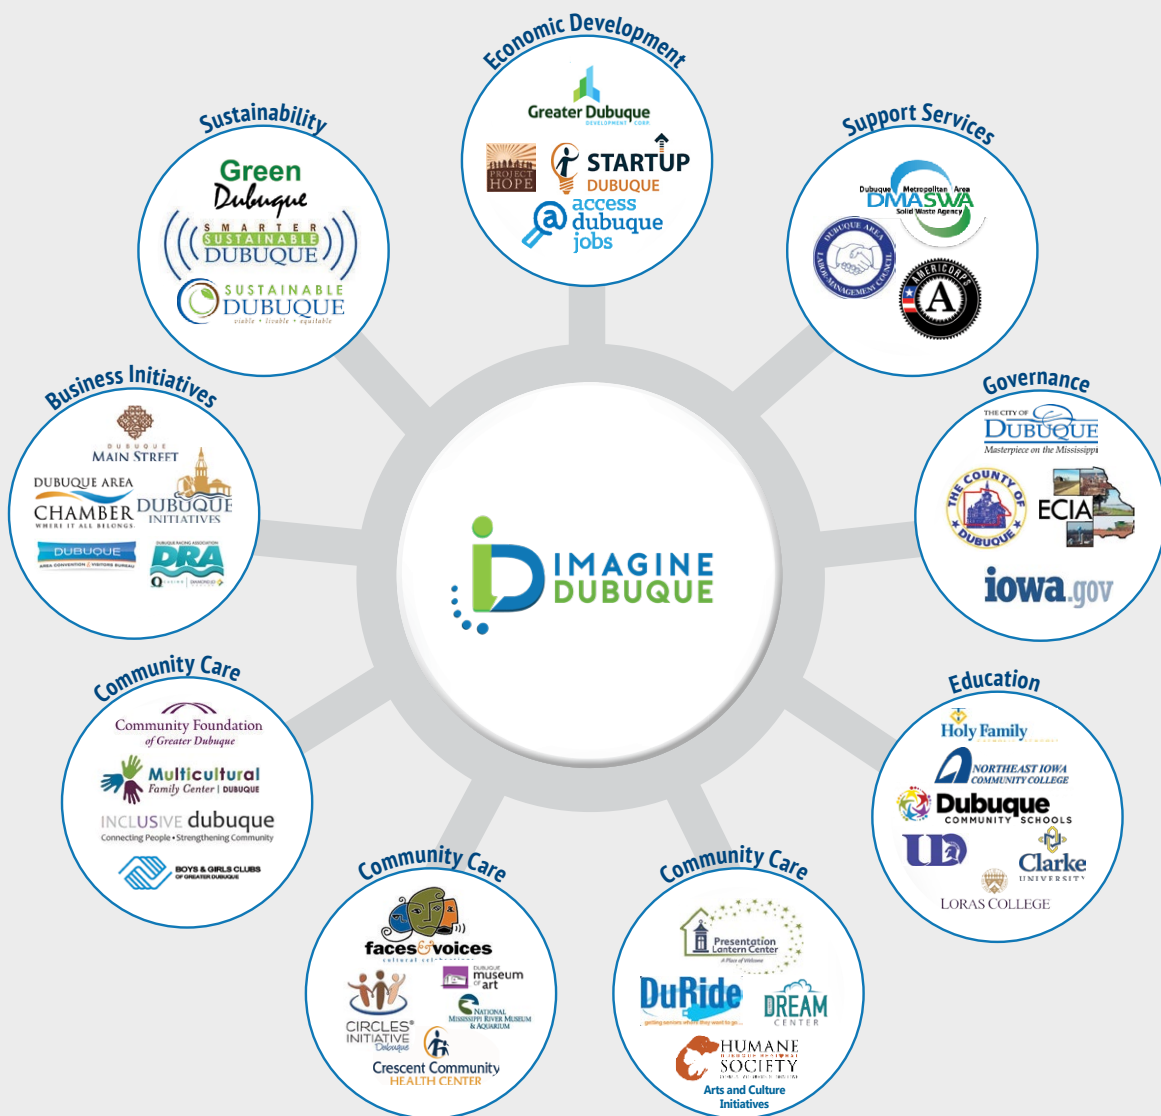 Economic Development
Greater Dubuque
DEVELOPMENT CORP.
PROJECT
HOPE
STARTUP
DUBUQUE
@ access
dubuque
jobs
Sustainability
Green
Dubuque
SMARTER
SUSTAINABLE
DUBUQUE
SUSTAINABLE
DUBUQUE
viable • livable • equitable
Support Services
Dubuque Metropolitan Area
DMASWA
Solid Waste Agency
DUBUQUE AREA
LABOR-MANAGEMENT COUNCIL
AMERICORPS
A
Business Initiatives
DUBUQUE
MAIN STREET
DUBUQUE AREA
CHAMBER
WHERE IT ALL BELONGS.
DUBUQUE
INITIATIVES
DUBUQUE
AREA CONVENTION & VISITORS BUREAU
DUBUQUE RACING ASSOCIATION
DRA
Governance
THE CITY OF
DUBUQUE
Masterpiece on the Mississippi
THE COUNTY OF
DUBUQUE
ECIA
iowa.gov
iD IMAGINE
DUBUQUE
Community Care
Community Foundation
of Greater Dubuque
Multicultural
Family Center | DUBUQUE
INCLUSIVE dubuque
Connecting People • Strengthening Community
BOYS & GIRLS CLUBS
OF GREATER DUBUQUE
Education
Holy Family
NORTHEAST IOWA
COMMUNITY COLLEGE
Dubuque
COMMUNITY SCHOOLS
UD
Clarke
UNIVERSITY
LORAS COLLEGE
Community Care
faces & voices
DUBUQUE
museum
of art
CIRCLES®
INITIATIVE
Dubuque
NATIONAL
MISSISSIPPI RIVER MUSEUM
& AQUARIUM
Crescent Community
HEALTH CENTER
Community Care
Presentation
Lantern Center
A Place of Welcome
DuRide
getting seniors where they want to go...
DREAM
CENTER
HUMANE
DUBUQUE REGIONAL
SOCIETY
Arts and Culture
Initiatives